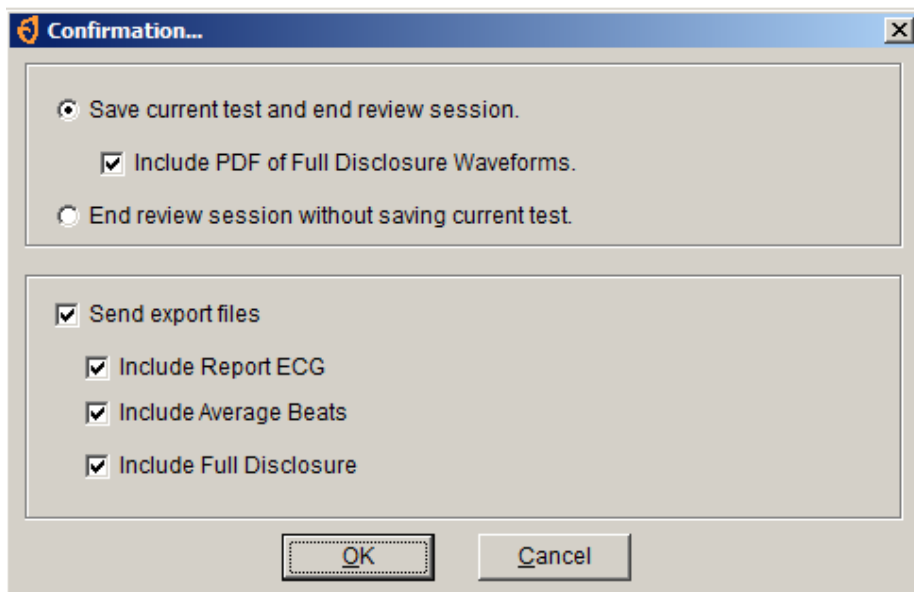 Confirmation...
Save current test and end review session.
Include PDF of Full Disclosure Waveforms.
End review session without saving current test.
Send export files
Include Report ECG
Include Average Beats
Include Full Disclosure
OK Cancel